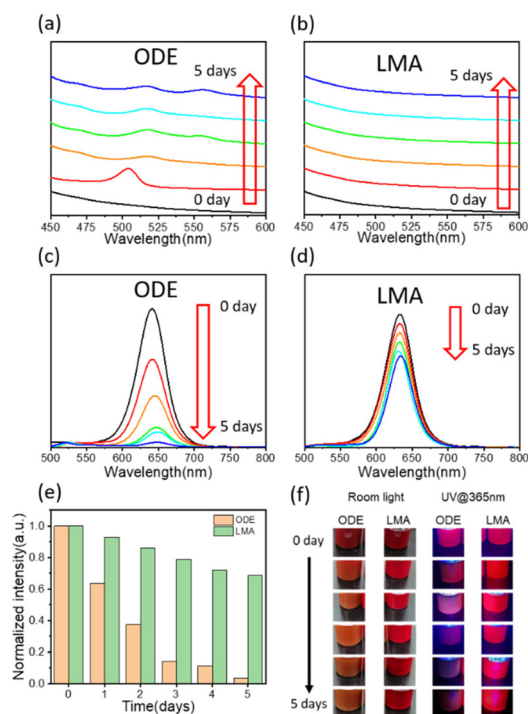 (a)
ODE
5 days
0 day
450 475 500 525 550 575 600
Wavelength(nm)
(b)
LMA
5 days
0 day
450 475 500 525 550 575 600
Wavelength(nm)
(c)
ODE
0 day
5 days
500 550 600 650 700 750 800
Wavelength(nm)
(d)
LMA
0 day
5 days
500 550 600 650 700 750 800
Wavelength(nm)
(e)
ODE
LMA
Normalized intensity(a.u.)
1.0
0.8
0.6
0.4
0.2
0.0
0 1 2 3 4 5
Time(days)
(f)
Room light UV@365nm
ODE LMA ODE LMA
0 day
5 days